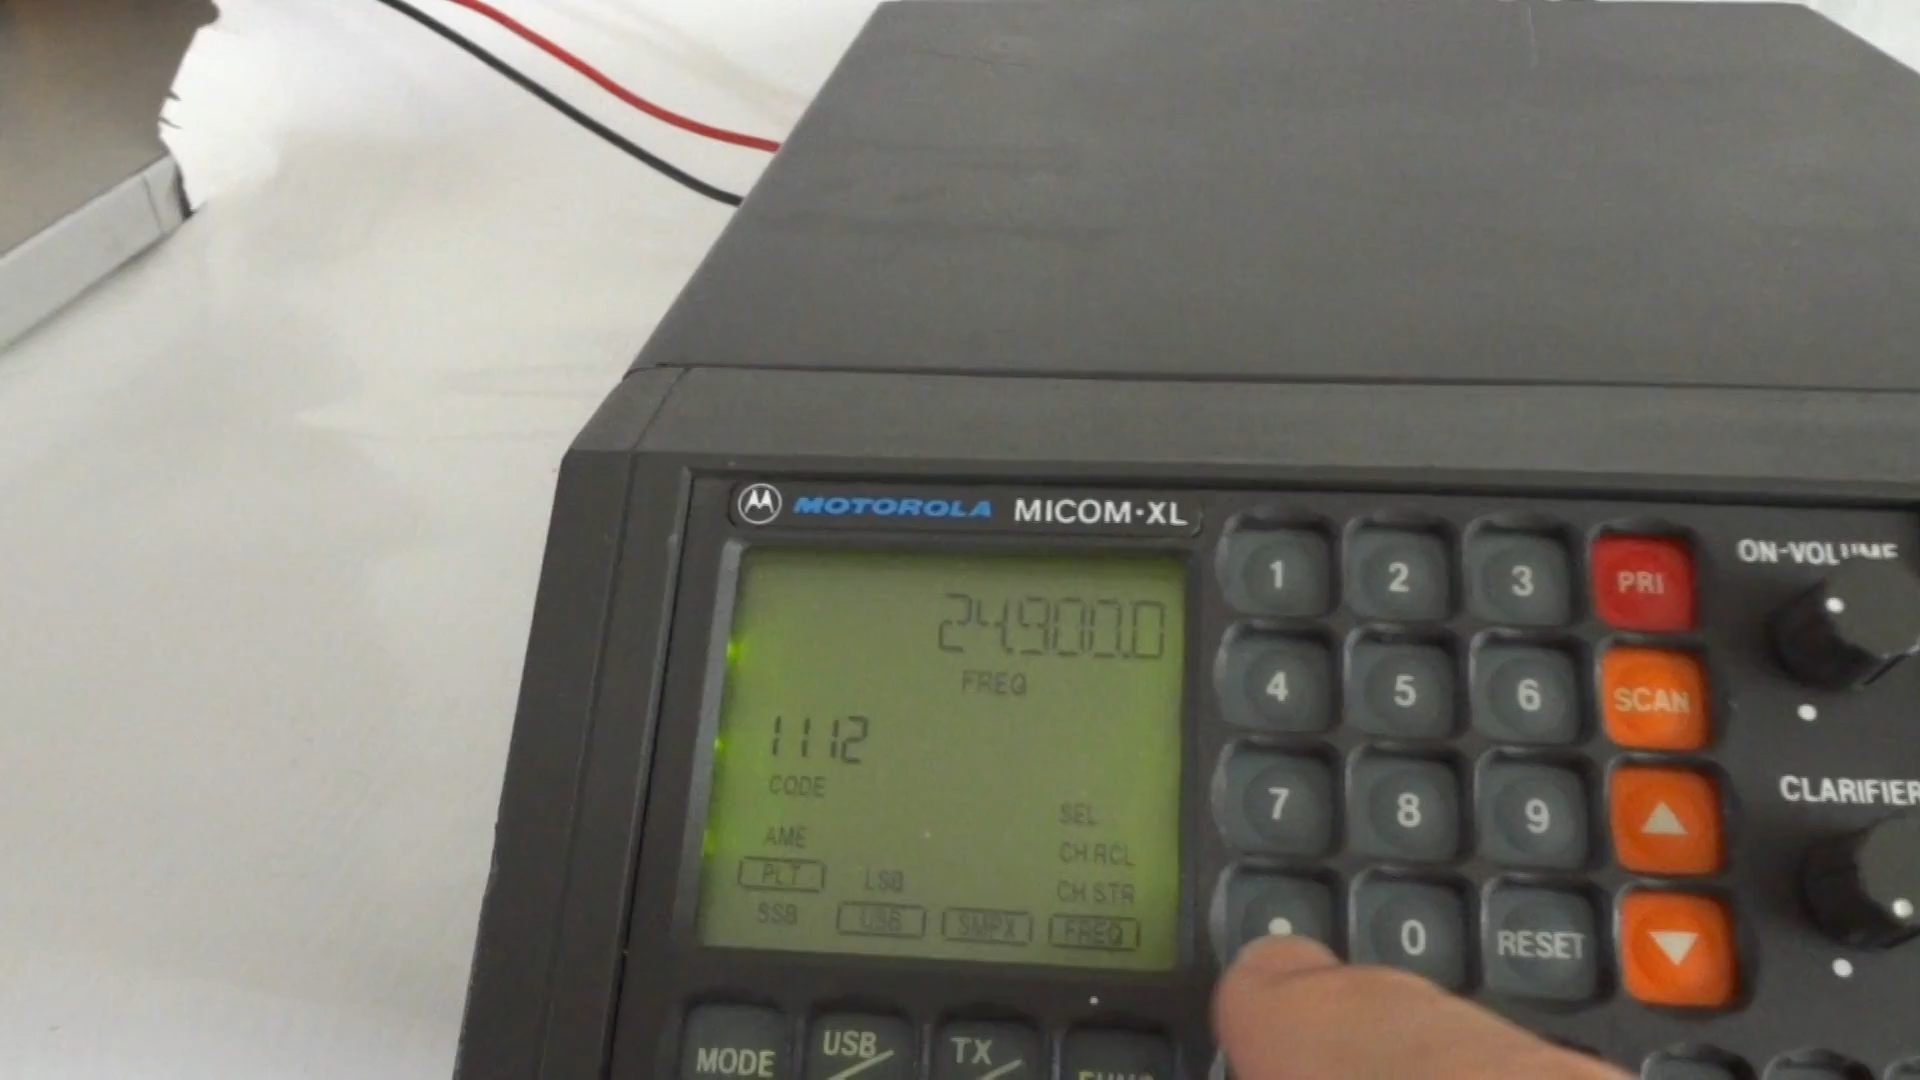 MOTOROLA MICOM·XL
24.900.0
FREQ
1112
CODE
AME
PLT
SSB
LSB
USB
SMPX
SEL
CH RCL
CH STR
FREQ
1 2 3 PRI
4 5 6 SCAN
7 8 9
0 RESET
ON-VOLUME
CLARIFIER
MODE
USB
TX
FUNC